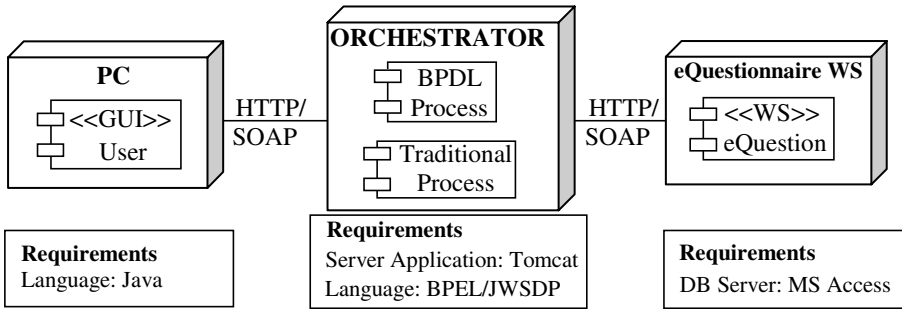 PC
<<GUI>>
User
HTTP/
SOAP
ORCHESTRATOR
BPDL
Process
Traditional
Process
HTTP/
SOAP
eQuestionnaire WS
<<WS>>
eQuestion
Requirements
Language: Java
Requirements
Server Application: Tomcat
Language: BPEL/JWSDP
Requirements
DB Server: MS Access